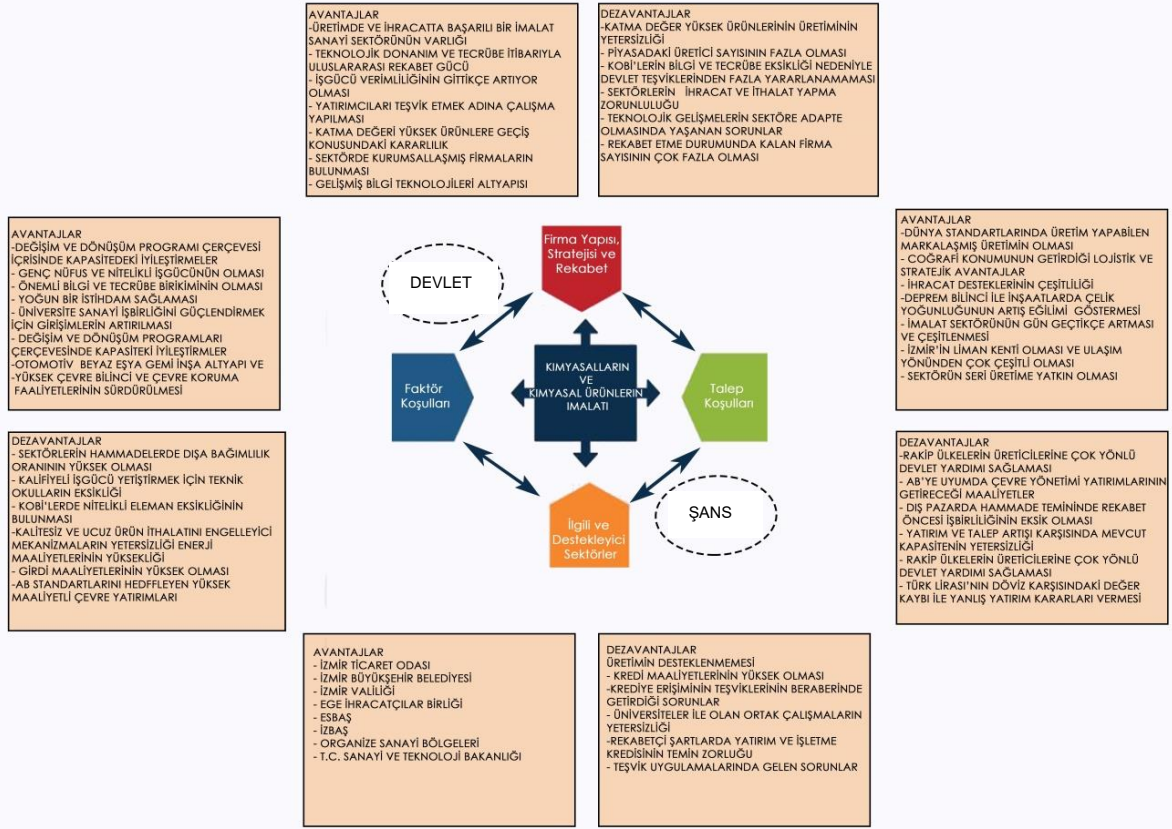 AVANTAJLAR
-ÜRETİMDE VE İHRACATTA BAŞARILI BİR İMALAT
SANAYİ SEKTÖRÜNÜN VARLIĞI
- TEKNOLOJİK DONANIM VE TECRÜBE İTİBARIYLA
ULUSLARARASI REKABET GÜCÜ
- İŞGÜCÜ VERİMLİLİĞİNİN GİTTİKÇE ARTIYOR
OLMASI
- YATIRIMCILARI TEŞVİK ETMEK ADINA ÇALIŞMA
YAPILMASI
- KATMA DEĞERİ YÜKSEK ÜRÜNLERE GEÇİŞ
KONUSUNDAKİ KARARLILIK
- SEKTÖRDE KURUMSALLAŞMIŞ FİRMALARIN
BULUNMASI
- GELİŞMİŞ BİLGİ TEKNOLOJİLERİ ALTYAPISI
DEZAVANTAJLAR
-KATMA DEĞER YÜKSEK ÜRÜNLERİNİN ÜRETİMİNİN
YETERSİZLİĞİ
- PİYASADAKİ ÜRETİCİ SAYISININ FAZLA OLMASI
- KOBİ'LERİN BİLGİ VE TECRÜBE EKSİKLİĞİ NEDENİYLE
DEVLET TEŞVİKLERİNDEN FAZLA YARARLANAMAMASI
- SEKTÖRLERİN İHRACAT VE İTHALAT YAPMA
ZORUNLULUĞU
- TEKNOLOJİK GELİŞMELERİN SEKTÖRE ADAPTE
OLMASINDA YAŞANAN SORUNLAR
- REKABET ETME DURUMUNDA KALAN FİRMA
SAYISININ ÇOK FAZLA OLMASI
AVANTAJLAR
-DEĞİŞİM VE DÖNÜŞÜM PROGRAMI ÇERÇEVESİ
İÇRİSİNDE KAPASİTEDEKİ İYİLEŞTİRMELER
- GENÇ NÜFUS VE NİTELİKLİ İŞGÜCÜNÜN OLMASI
- ÖNEMLİ BİLGİ VE TECRÜBE BİRİKİMİNİN OLMASI
- YOĞUN BİR İSTİHDAM SAĞLAMASI
- ÜNİVERSİTE SANAYİ İŞBİRLİĞİNİ GÜÇLENDİRMEK
İÇİN GİRİŞİMLERİN ARTIRILMASI
- DEĞİŞİM VE DÖNÜŞÜM PROGRAMLARI
ÇERÇEVESİNDE KAPASİTEKİ İYİLEŞTİRMLER
-OTOMOTİV BEYAZ EŞYA GEMİ İNŞA ALTYAPI VE
-YÜKSEK ÇEVRE BİLİNCİ VE ÇEVRE KORUMA
FAALİYETLERİNİN SÜRDÜRÜLMESİ
DEZAVANTAJLAR
- SEKTÖRLERİN HAMMADELERDE DIŞA BAĞIMLILIK
ORANININ YÜKSEK OLMASI
- KALİFİYELİ İŞGÜCÜ YETİŞTİRMEK İÇİN TEKNİK
OKULLARIN EKSİKLİĞİ
- KOBİ'LERDE NİTELİKLİ ELEMAN EKSİKLİĞİNİN
BULUNMASI
-KALİTESİZ VE UCUZ ÜRÜN İTHALATINI ENGELLEYİCİ
MEKANİZMALARIN YETERSİZLİĞİ ENERJİ
MAALİYETLERİNİN YÜKSEKLİĞİ
- GİRDİ MAALİYETLERİNİN YÜKSEK OLMASI
-AB STANDARTLARINI HEDFFLEYEN YÜKSEK
MAALİYETLİ ÇEVRE YATIRIMLARI
DEVLET
Firma Yapısı,
Stratejisi ve
Rekabet
Faktör
Koşulları
KİMYASALLARIN
VE
KİMYASAL ÜRÜNLERİN
IMALATI
Talep
Koşulları
İlgili ve
Destekleyici
Sektörler
ŞANS
AVANTAJLAR
-DÜNYA STANDARTLARINDA ÜRETİM YAPABİLEN
MARKALAŞMIŞ ÜRETİMİN OLMASI
- COĞRAFİ KONUMUNUN GETİRDİĞİ LOJİSTİK VE
STRATEJİK AVANTAJLAR
- İHRACAT DESTEKLERİNİN ÇEŞİTLİLİĞİ
-DEPREM BİLİNCİ İLE İNŞAATLARDA ÇELİK
YOĞUNLUĞUNUN ARTIŞ EĞİLİMİ GÖSTERMESİ
- İMALAT SEKTÖRÜNÜN GÜN GEÇTİKÇE ARTMASI
VE ÇEŞİTLENMESİ
- İZMİR'İN LİMAN KENTİ OLMASI VE ULAŞIM
YÖNÜNDEN ÇOK ÇEŞİTLİ OLMASI
- SEKTÖRÜN SERİ ÜRETİME YATKIN OLMASI
DEZAVANTAJLAR
-RAKİP ÜLKELERİN ÜRETİCİLERİNE ÇOK YÖNLÜ
DEVLET YARDIMI SAĞLAMASI
- AB'YE UYUMDA ÇEVRE YÖNETİMİ YATIRIMLARININ
GETİRECEĞİ MAALİYETLER
- DIŞ PAZARDA HAMMADE TEMİNİNDE REKABET
ÖNCESİ İŞBİRLİLİĞİNİN EKSİK OLMASI
- YATIRIM VE TALEP ARTIŞI KARŞISINDA MEVCUT
KAPASİTENİN YETERSİZLİĞİ
- RAKİP ÜLKELERİN ÜRETİCİLERİNE ÇOK YÖNLÜ
DEVLET YARDIMI SAĞLAMASI
- TÜRK LİRASI'NIN DÖVİZ KARŞISINDAKİ DEĞER
KAYBI İLE YANLIŞ YATIRIM KARARLARI VERMESİ
AVANTAJLAR
- İZMİR TİCARET ODASI
- İZMİR BÜYÜKŞEHİR BELEDİYESİ
- İZMİR VALİLİĞİ
- EGE İHRACATÇILAR BİRLİĞİ
- ESBAŞ
- İZBAŞ
- ORGANİZE SANAYİ BÖLGELERİ
- T.C. SANAYİ VE TEKNOLOJİ BAKANLIĞI
DEZAVANTAJLAR
ÜRETİMİN DESTEKLENMEMESİ
- KREDİ MAALİYETLERİNİN YÜKSEK OLMASI
-KREDİYE ERİŞİMİNİN TEŞVİKLERİNİN BERABERİNDE
GETİRDİĞİ SORUNLAR
- ÜNİVERSİTELER İLE OLAN ORTAK ÇALIŞMALARIN
YETERSİZLİĞİ
-REKABETÇİ ŞARTLARDA YATIRIM VE İŞLETME
KREDİSİNİN TEMİN ZORLUĞU
- TEŞVİK UYGULAMALARINDA GELEN SORUNLAR